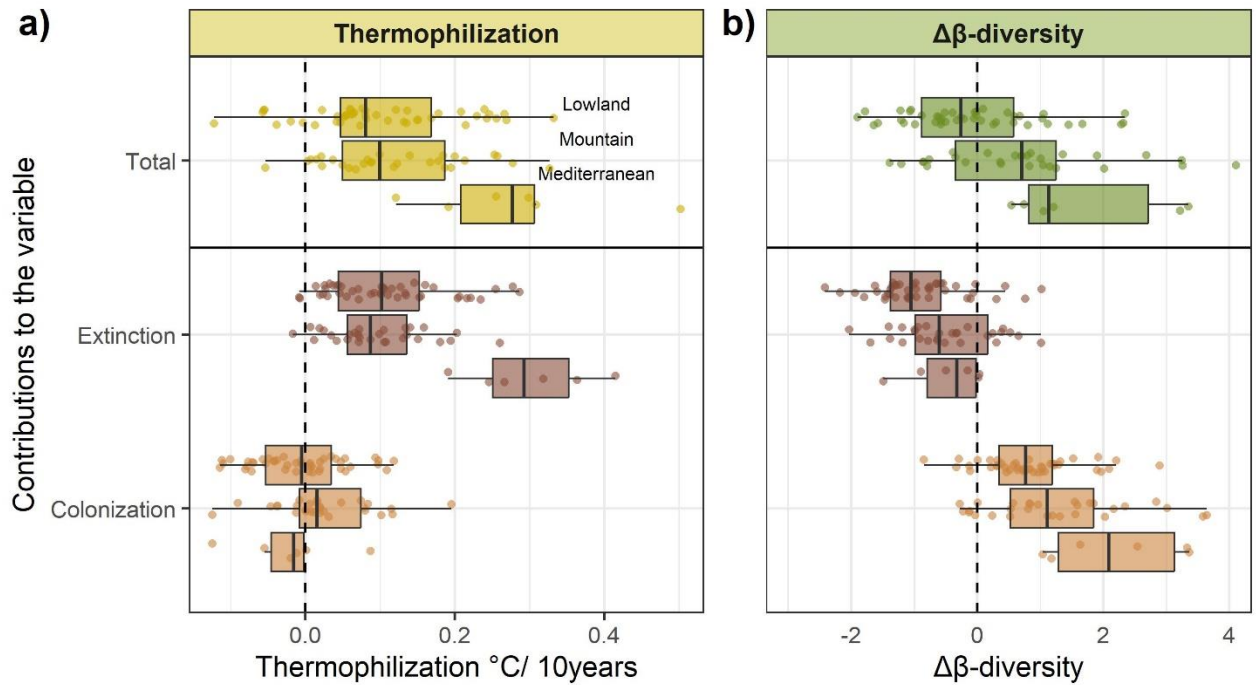 a)
Thermophilization
b)
Δβ-diversity
Contributions to the variable
Total
Lowland
Mountain
Mediterranean
Extinction
Colonization
0.0
0.2
0.4
-2
0
2
4
Thermophilization °C/ 10years
Δβ-diversity